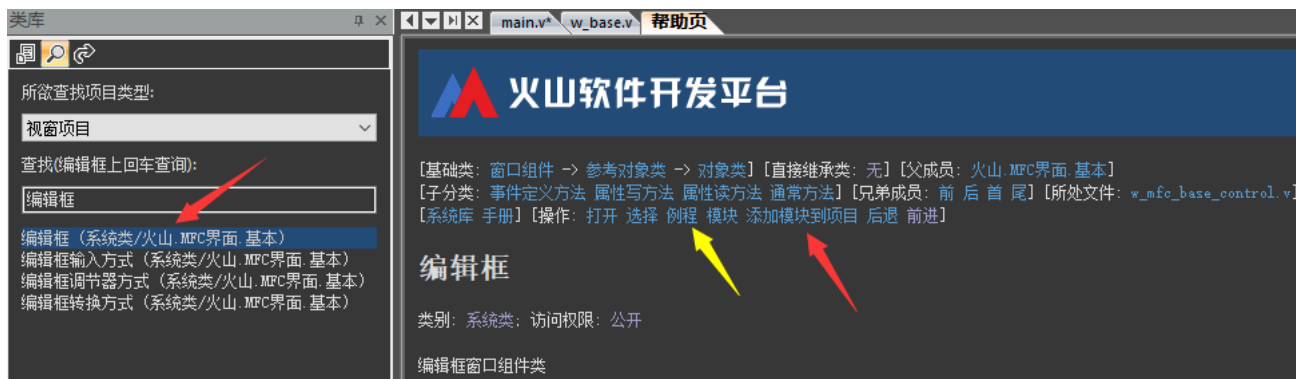 类库
所欲查找项目类型:
视窗项目
查找(编辑框上回车查询):
编辑框
编辑框（系统类/火山.MFC界面.基本）
编辑框输入方式（系统类/火山.MFC界面.基本）
编辑框调节器方式（系统类/火山.MFC界面.基本）
编辑框转换方式（系统类/火山.MFC界面.基本）
main.v* w_base.v 帮助页
火山软件开发平台
[基础类: 窗口组件 -> 参考对象类 -> 对象类] [直接继承类: 无] [父成员: 火山.MFC界面.基本]
[子分类: 事件定义方法 属性写方法 属性读方法 通常方法] [兄弟成员: 前 后 首 尾] [所处文件: w_mfc_base_control.v]
[系统库 手册] [操作: 打开 选择 例程 模块 添加模块到项目 后退 前进]
编辑框
类别: 系统类; 访问权限: 公开
编辑框窗口组件类